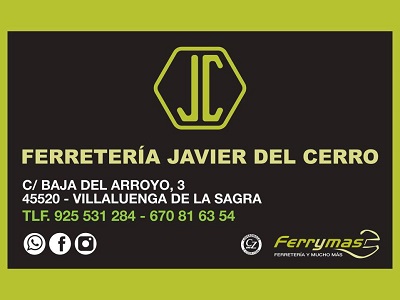 JC
FERRETERÍA JAVIER DEL CERRO
C/ BAJA DEL ARROYO, 3
45520 - VILLALUENGA DE LA SAGRA
TLF. 925 531 284 - 670 81 63 54
CZ
Ferrymas
FERRETERÍA Y MUCHO MÁS